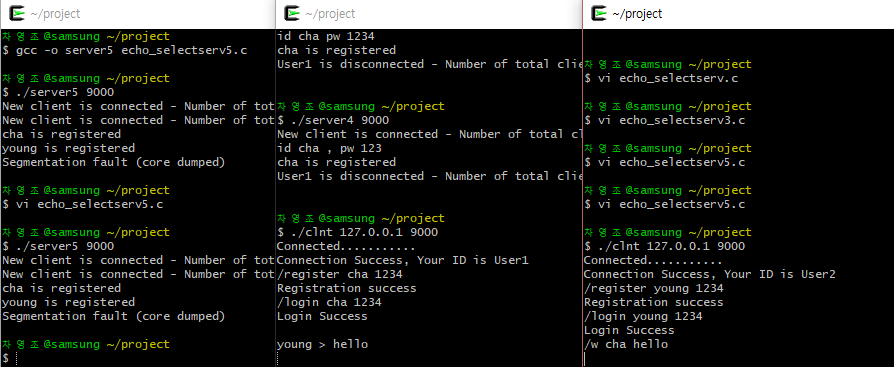 ~/project
차 영 조 @samsung ~/project
$ gcc -o server5 echo_selectserv5.c
차 영 조 @samsung ~/project
$ ./server5 9000
New client is connected - Number of tot
New client is connected - Number of tot
cha is registered
young is registered
Segmentation fault (core dumped)
차 영 조 @samsung ~/project
$ vi echo_selectserv5.c
차 영 조 @samsung ~/project
$ ./server5 9000
New client is connected - Number of tot
New client is connected - Number of tot
cha is registered
young is registered
Segmentation fault (core dumped)
차 영 조 @samsung ~/project
$
~/project
id cha pw 1234
cha is registered
User1 is disconnected - Number of total clie
차 영 조 @samsung ~/project
$ ./server4 9000
New client is connected - Number of total cl
id cha , pw 123
cha is registered
User1 is disconnected - Number of total clie
차 영 조 @samsung ~/project
$ ./clnt 127.0.0.1 9000
Connected...........
Connection Success, Your ID is User1
/register cha 1234
Registration success
/login cha 1234
Login Success
young > hello
~/project
차 영 조 @samsung ~/project
$ vi echo_selectserv.c
차 영 조 @samsung ~/project
$ vi echo_selectserv3.c
차 영 조 @samsung ~/project
$ vi echo_selectserv5.c
차 영 조 @samsung ~/project
$ vi echo_selectserv5.c
차 영 조 @samsung ~/project
$ ./clnt 127.0.0.1 9000
Connected...........
Connection Success, Your ID is User2
/register young 1234
Registration success
/login young 1234
Login Success
/w cha hello